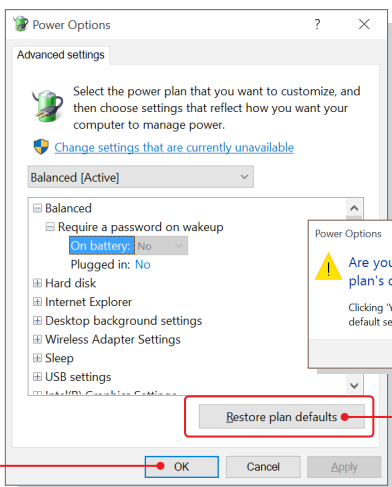 Power Options
Advanced settings
Select the power plan that you want to customize, and
then choose settings that reflect how you want your
computer to manage power.
Change settings that are currently unavailable
Balanced [Active]
Balanced
Require a password on wakeup
On battery: No
Plugged in: No
Hard disk
Internet Explorer
Desktop background settings
Wireless Adapter Settings
Sleep
USB settings
Intel(R) Graphics Settings
Power Options
Are you
plan's
Clicking
default
Restore plan defaults
OK
Cancel
Apply